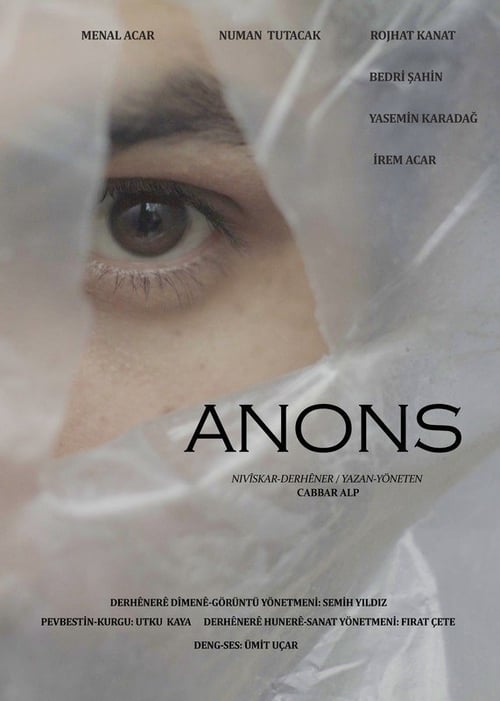 MENAL ACAR NUMAN TUTACAK ROJHAT KANAT
BEDRİ ŞAHİN
YASEMİN KARADAĞ
İREM ACAR
ANONS
NIVÎSKAR-DERHÊNER / YAZAN-YÖNETEN
CABBAR ALP
DERHÊNERÊ DÎMENÊ-GÖRÜNTÜ YÖNETMENİ: SEMİH YILDIZ
PEVBESTİN-KURGU: UTKU KAYA DERHÊNERÊ HUNERÊ-SANAT YÖNETMENİ: FIRAT ÇETE
DENG-SES: ÜMİT UÇAR